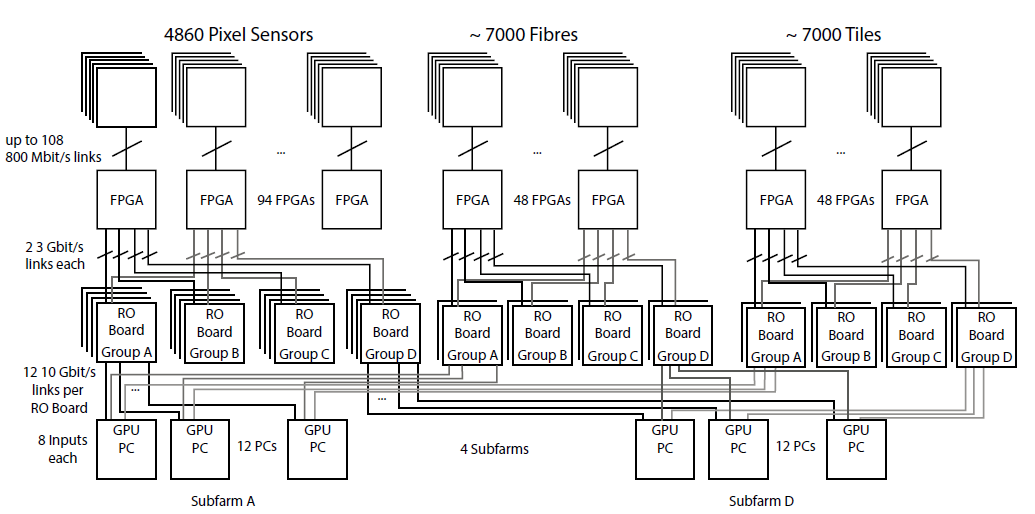 4860 Pixel Sensors
~ 7000 Fibres
~ 7000 Tiles
up to 108
800 Mbit/s links
...
...
...
FPGA
FPGA
94 FPGAs
FPGA
FPGA
48 FPGAs
FPGA
FPGA
48 FPGAs
FPGA
2 3 Gbit/s
links each
RO
Board
Group A
RO
Board
Group B
RO
Board
Group C
RO
Board
Group D
RO
Board
Group A
RO
Board
Group B
RO
Board
Group C
RO
Board
Group D
RO
Board
Group A
RO
Board
Group B
RO
Board
Group C
RO
Board
Group D
12 10 Gbit/s
links per
RO Board
...
...
8 Inputs
each
GPU
PC
GPU
PC
12 PCs
GPU
PC
4 Subfarms
GPU
PC
GPU
PC
12 PCs
GPU
PC
Subfarm A
Subfarm D